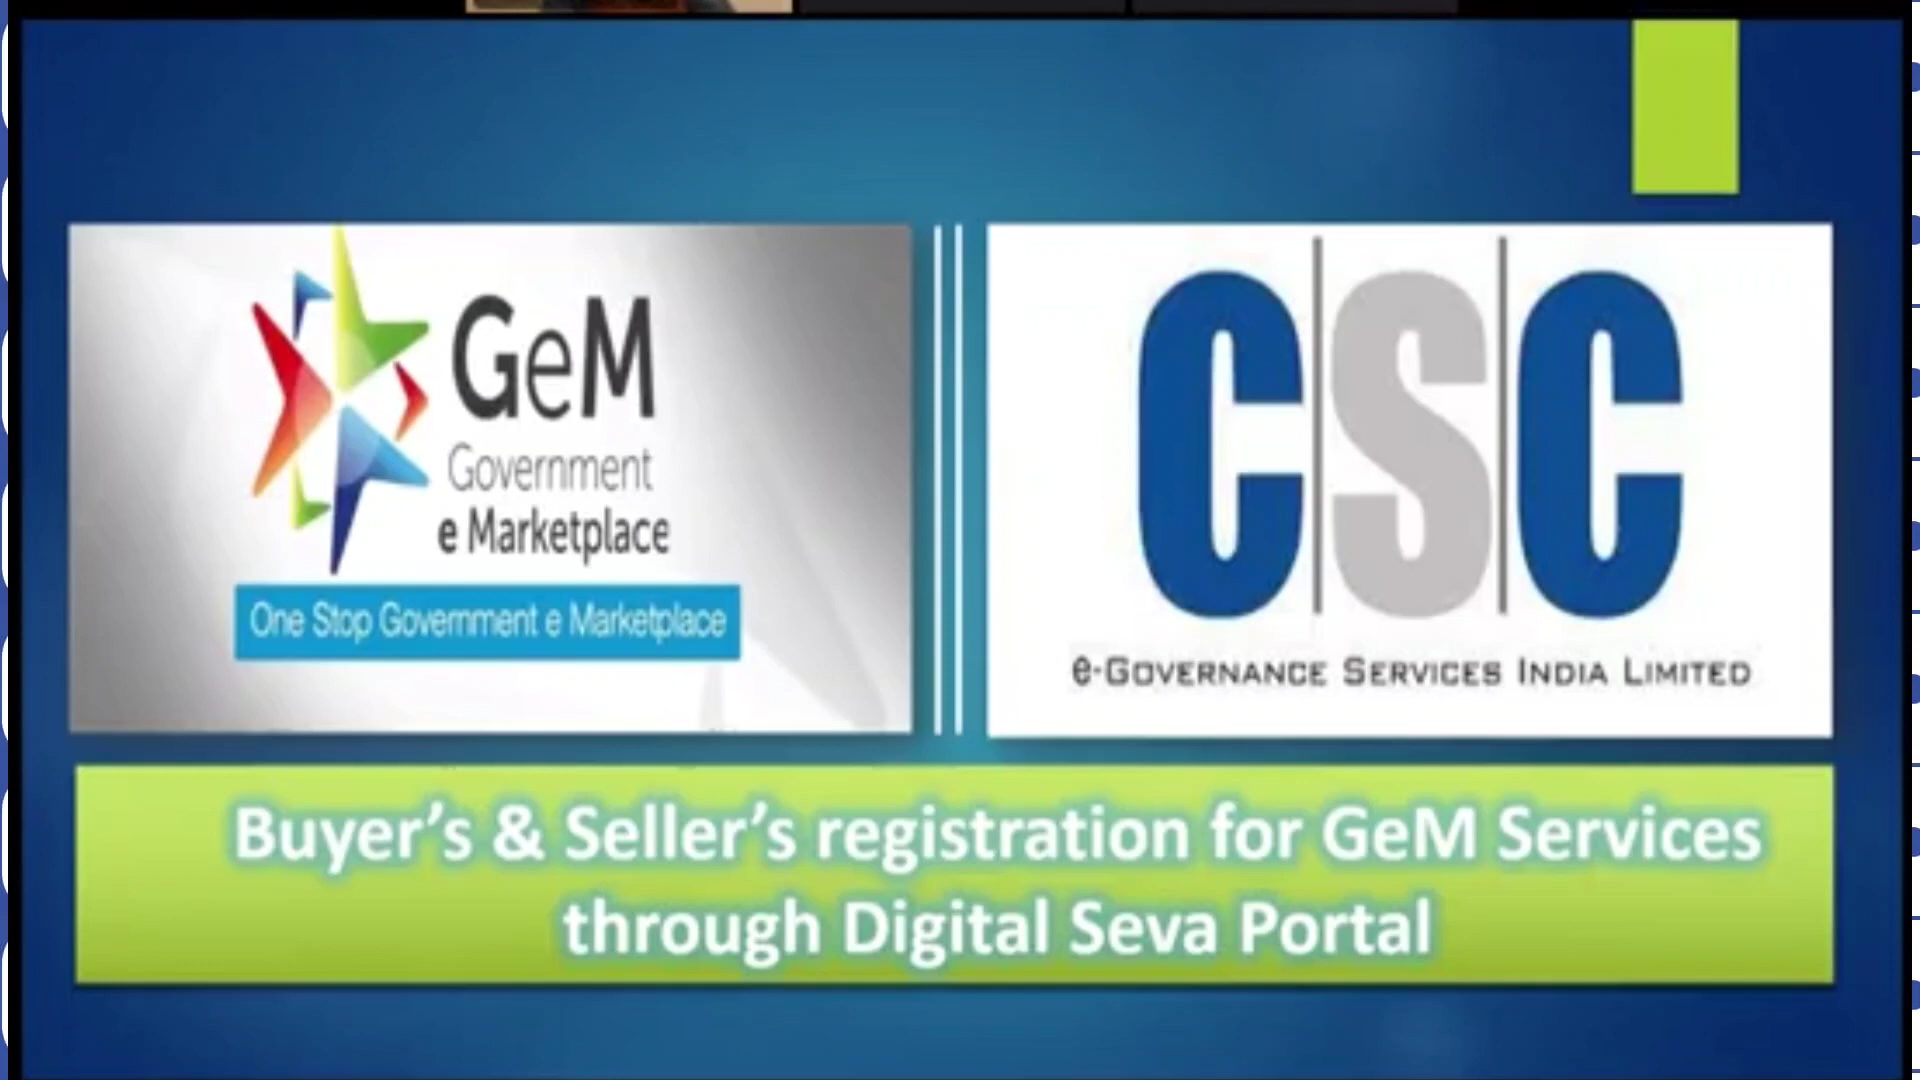 GeM
Government
e Marketplace
One Stop Government e Marketplace
CSC
e-Governance Services India Limited
Buyer's & Seller's registration for GeM Services
through Digital Seva Portal